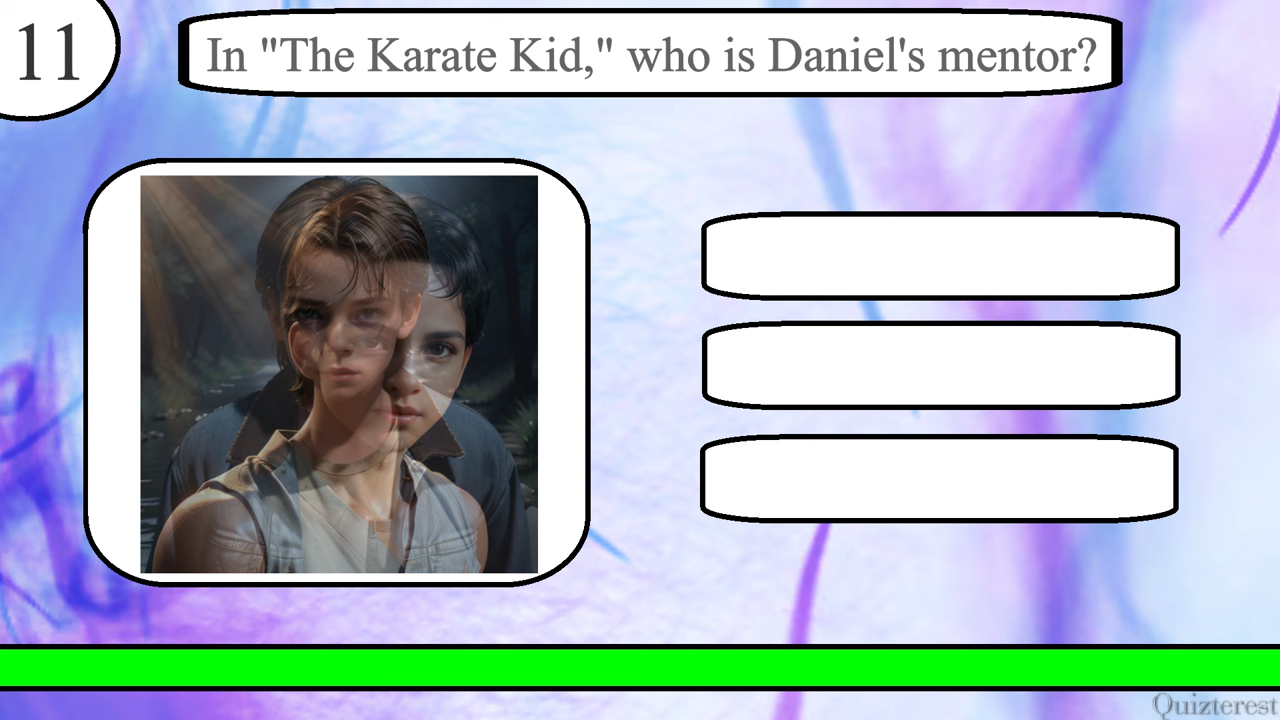 11
In "The Karate Kid," who is Daniel's mentor?
Quizterest